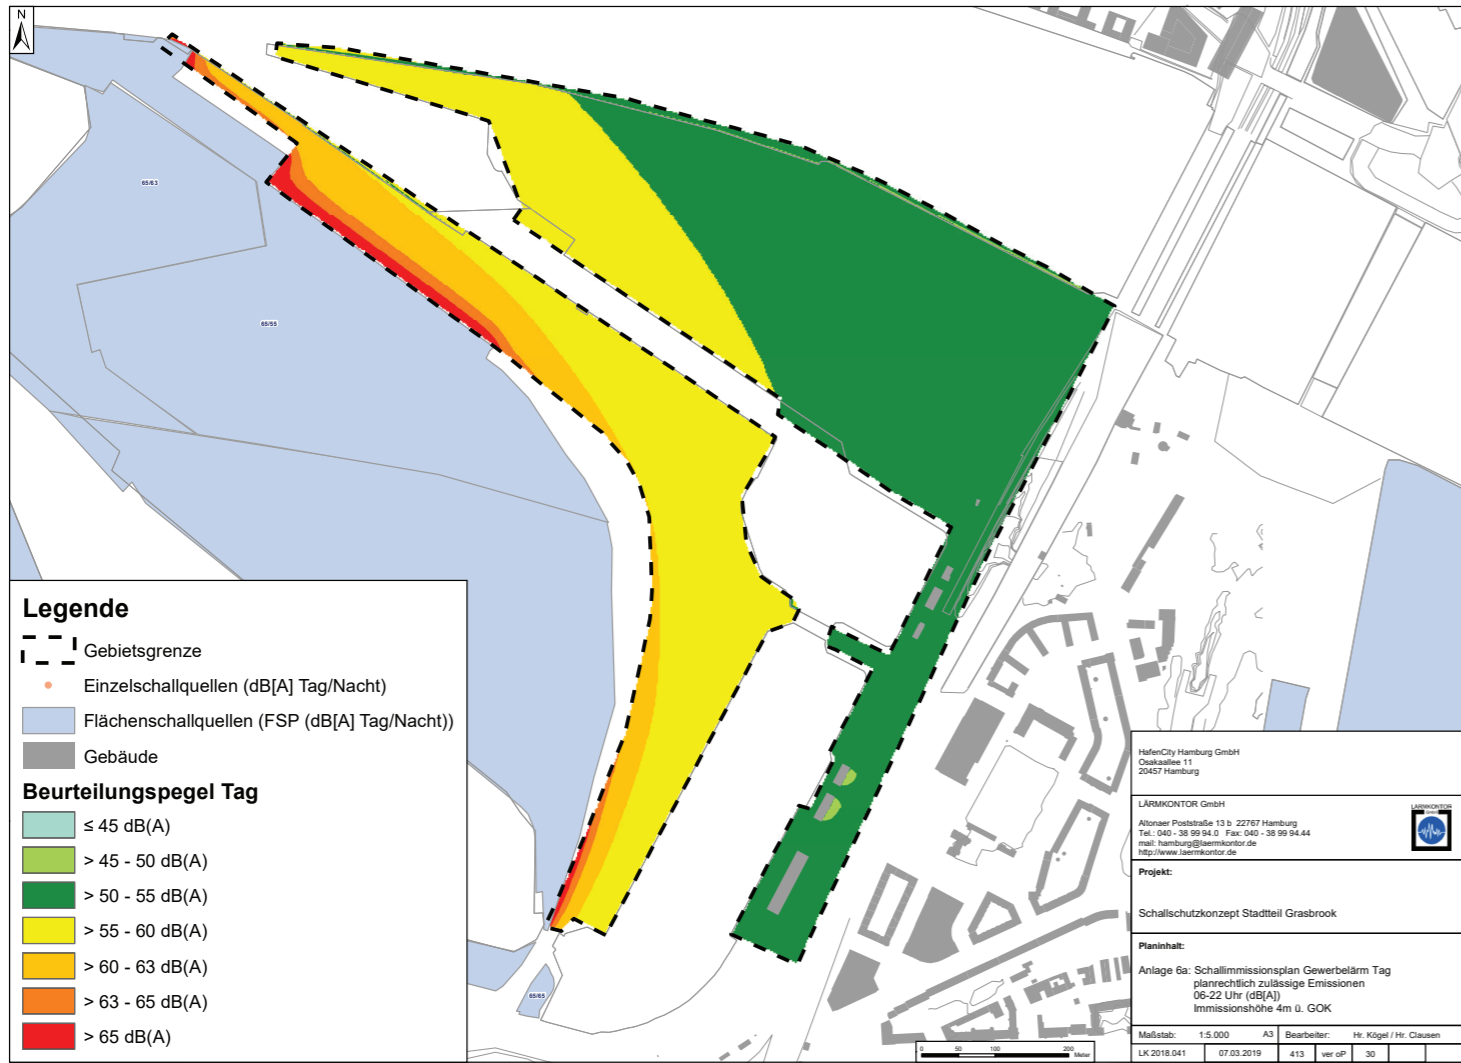 N
65/63
65/55
65/65
Legende
Gebietsgrenze
Einzelschallquellen (dB[A] Tag/Nacht)
Flächenschallquellen (FSP (dB[A] Tag/Nacht))
Gebäude
Beurteilungspegel Tag
≤ 45 dB(A)
> 45 - 50 dB(A)
> 50 - 55 dB(A)
> 55 - 60 dB(A)
> 60 - 63 dB(A)
> 63 - 65 dB(A)
> 65 dB(A)
0 50 100 200
Meter
HafenCity Hamburg GmbH
Osakaallee 11
20457 Hamburg
LÄRMKONTOR GmbH
Altonaer Poststraße 13 b 22767 Hamburg
Tel.: 040 - 38 99 94.0 Fax: 040 - 38 99 94.44
mail: hamburg@laermkontor.de
http://www.laermkontor.de
LÄRMKONTOR
Projekt:
Schallschutzkonzept Stadtteil Grasbrook
Planinhalt:
Anlage 6a: Schallimmissionsplan Gewerbelärm Tag
planrechtlich zulässige Emissionen
06-22 Uhr (dB[A])
Immissionshöhe 4m ü. GOK
Maßstab: 1:5.000 A3 Bearbeiter: Hr. Kögel / Hr. Clausen
LK 2018.041 07.03.2019 413 ver oP 30